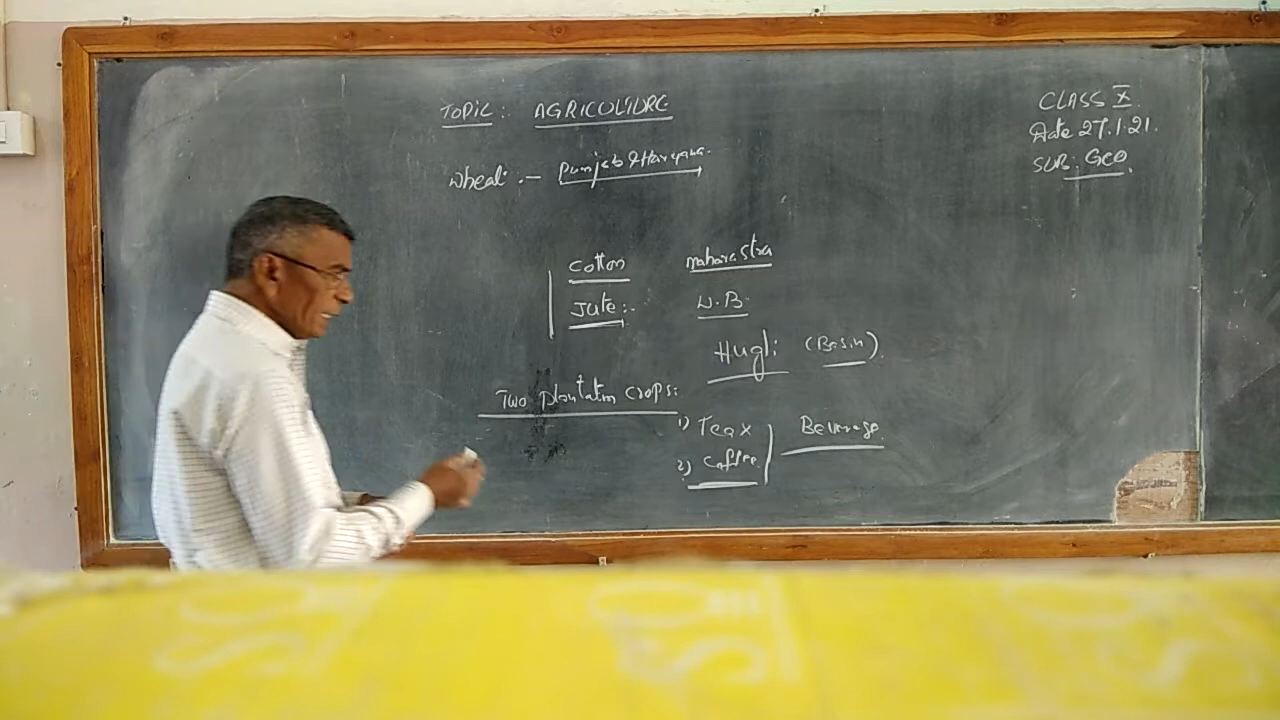 TOPIC: AGRICULTURE
CLASS X
Date 27.1.21.
SUB: Geo.
Wheat :- Punjab & Haryana.
Cotton maharastra
Jute:- W.B.
Hugli (Basin)
Two plantation crops:
1) Tea x
2) Coffee
Beverage